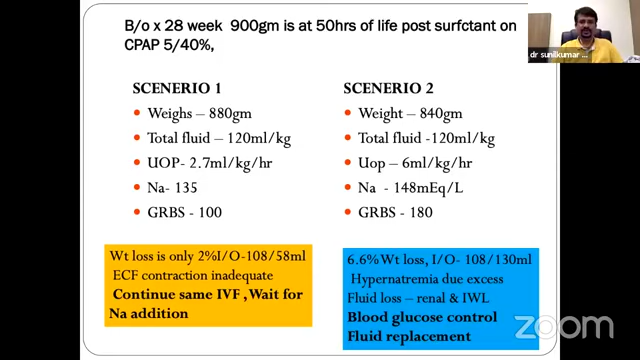 B/o x 28 week 900gm is at 50hrs of life post surfctant on
CPAP 5/40%,
SCENERIO 1
Weighs – 880gm
Total fluid – 120ml/kg
UOP- 2.7ml/kg/hr
Na- 135
GRBS - 100
Wt loss is only 2%I/O-108/58ml
ECF contraction inadequate
Continue same IVF ,Wait for
Na addition
SCENERIO 2
Weight – 840gm
Total fluid -120ml/kg
Uop – 6ml/kg/hr
Na - 148mEq/L
GRBS - 180
6.6%Wt loss, I/O- 108/130ml
Hypernatremia due excess
Fluid loss – renal & IWL
Blood glucose control
Fluid replacement
dr sunilkumar ...
zoom